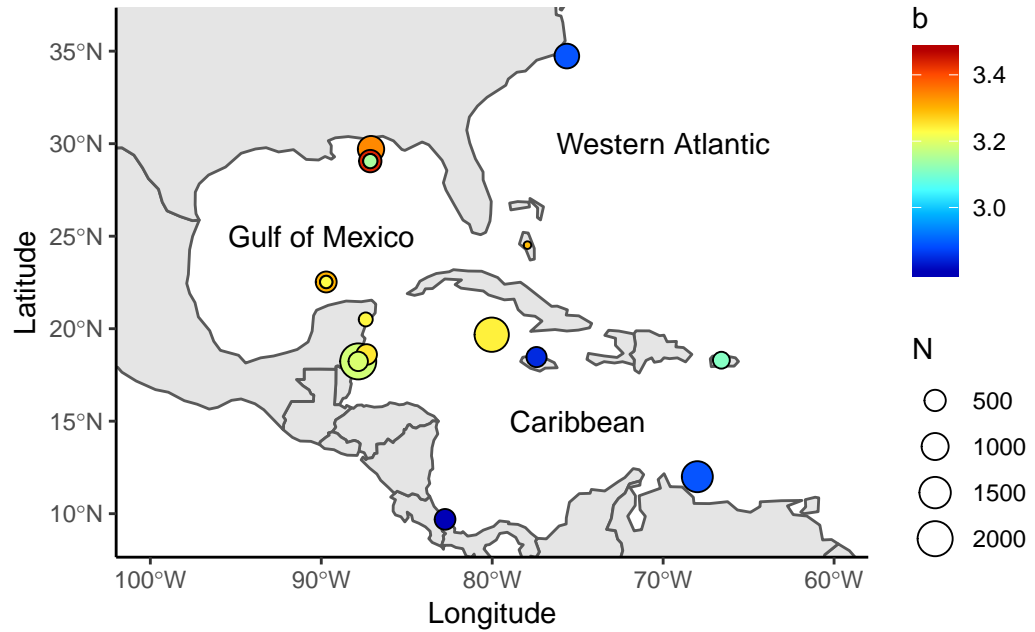 b
35°N
3.4
30°N
Western Atlantic
3.2
25°N
Gulf of Mexico
3.0
Latitude
20°N
N
15°N
Caribbean
500
1000
1500
10°N
2000
100°W
90°W
80°W
70°W
60°W
Longitude